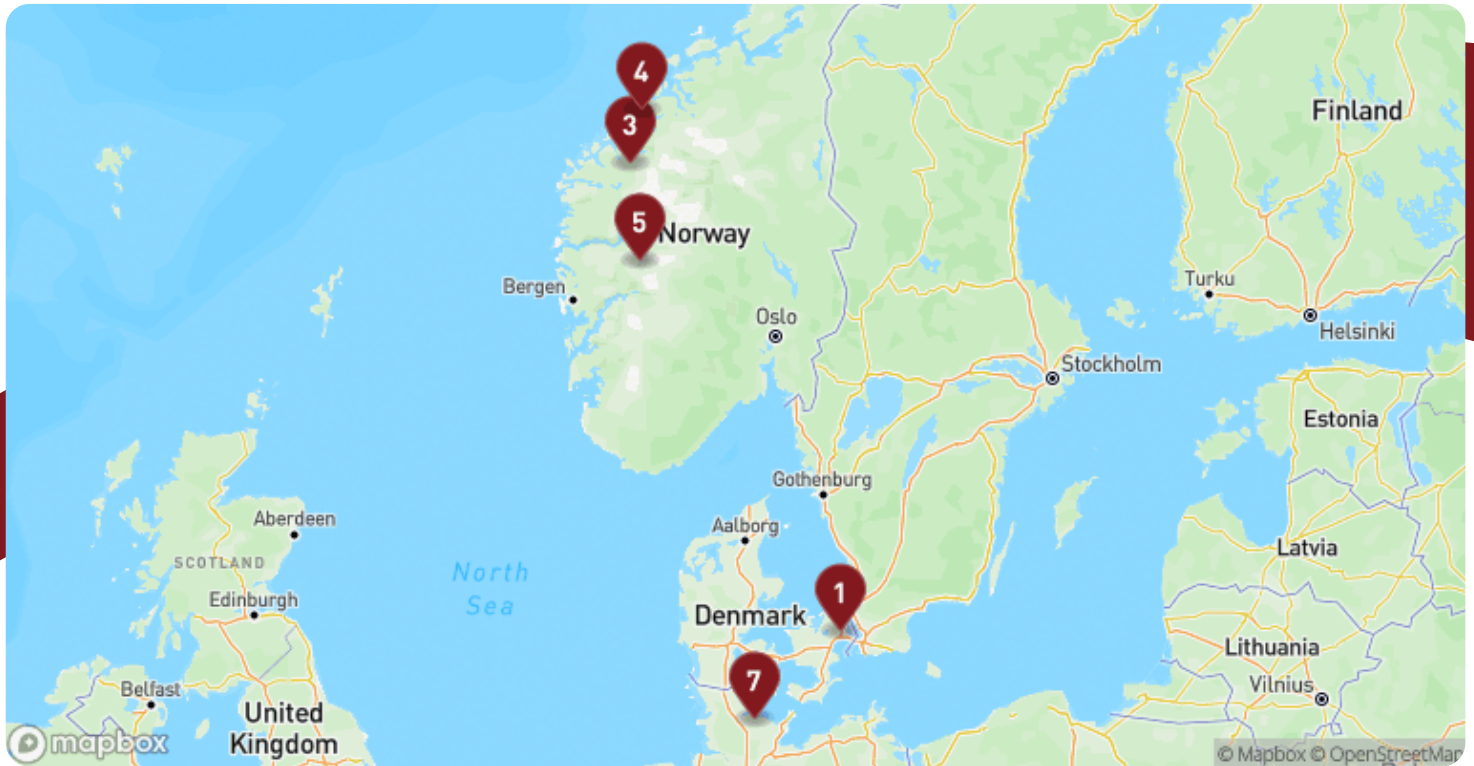 4
Finland
3
5
Norway
Turku
Bergen
Oslo
Helsinki
Stockholm
Estonia
Gothenburg
Aberdeen
Aalborg
SCOTLAND
Latvia
North
Sea
1
Edinburgh
Denmark
Lithuania
7
Vilnius
Belfast
United
Kingdom
mapbox
© Mapbox © OpenStreetMap